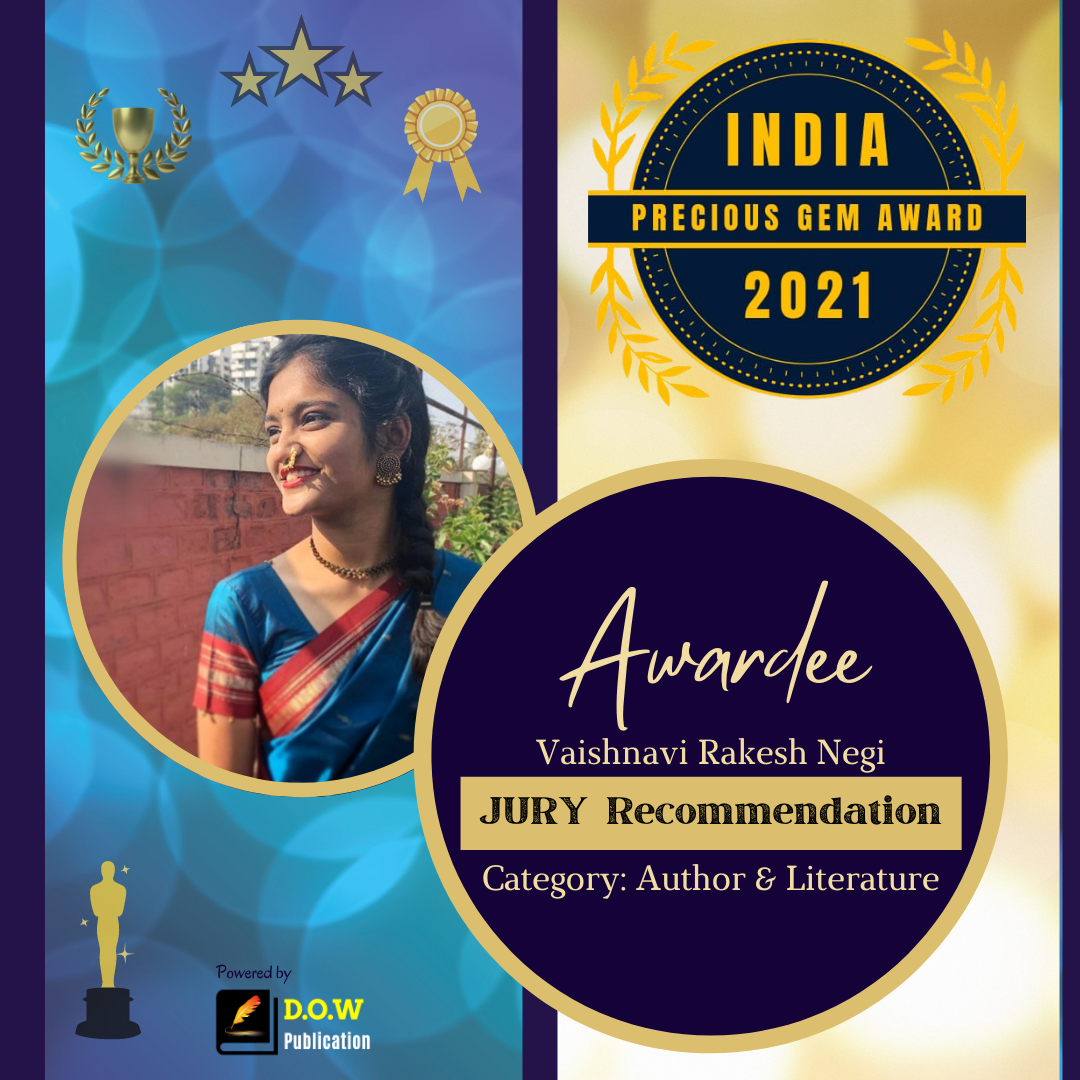 INDIA
PRECIOUS GEM AWARD
2021
Awardee
Vaishnavi Rakesh Negi
JURY Recommendation
Category: Author & Literature
Powered by
D.O.W
Publication